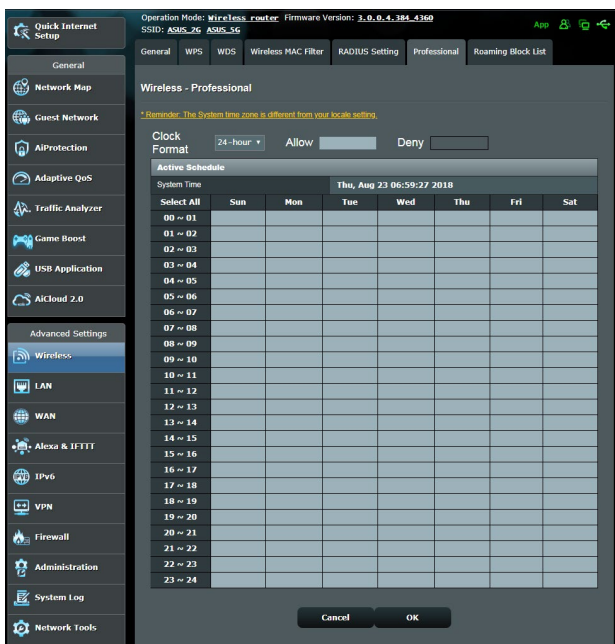 Quick Internet
Setup
General
Network Map
Guest Network
AiProtection
Adaptive QoS
Traffic Analyzer
Game Boost
USB Application
AiCloud 2.0
Advanced Settings
Wireless
LAN
WAN
Alexa & IFTTT
IPv6
VPN
Firewall
Administration
System Log
Network Tools
Operation Mode: Wireless router Firmware Version: 3.0.0.4.384_4360
SSID: ASUS_2G ASUS_5G
App
General WPS WDS Wireless MAC Filter RADIUS Setting Professional Roaming Block List
Wireless - Professional
* Reminder: The System time zone is different from your locale setting.
Clock
Format
24-hour Allow Deny
Active Schedule
System Time Thu, Aug 23 06:59:27 2018
Select All Sun Mon Tue Wed Thu Fri Sat
00 ~ 01
01 ~ 02
02 ~ 03
03 ~ 04
04 ~ 05
05 ~ 06
06 ~ 07
07 ~ 08
08 ~ 09
09 ~ 10
10 ~ 11
11 ~ 12
12 ~ 13
13 ~ 14
14 ~ 15
15 ~ 16
16 ~ 17
17 ~ 18
18 ~ 19
19 ~ 20
20 ~ 21
21 ~ 22
22 ~ 23
23 ~ 24
Cancel OK